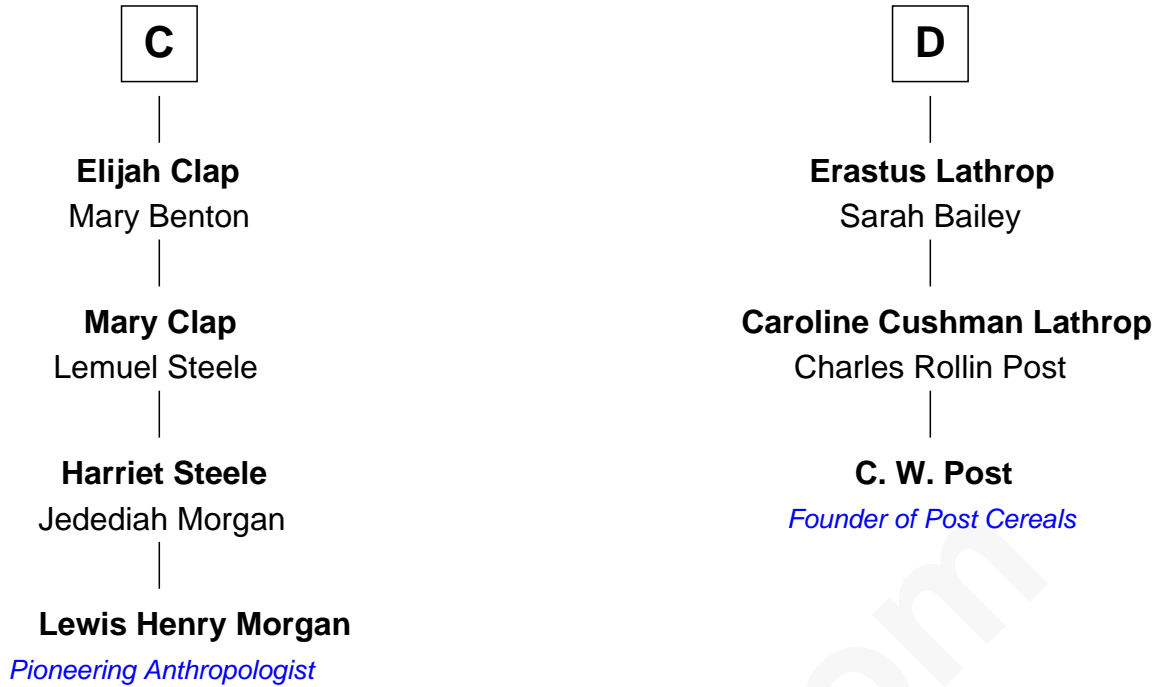 C
Elijah Clap
Mary Benton
Mary Clap
Lemuel Steele
Harriet Steele
Jedediah Morgan
Lewis Henry Morgan
Pioneering Anthropologist
D
Erastus Lathrop
Sarah Bailey
Caroline Cushman Lathrop
Charles Rollin Post
C. W. Post
Founder of Post Cereals
om